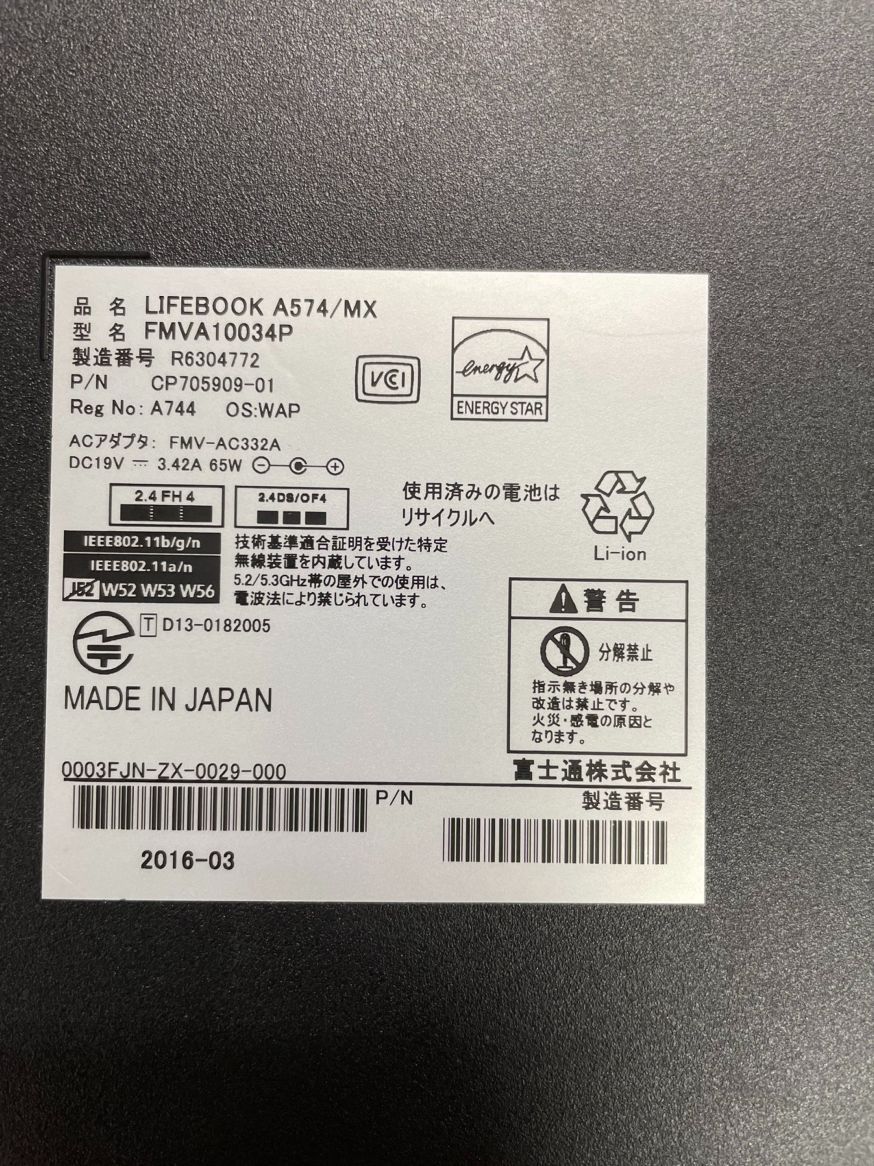 品 名 LIFEBOOK A574/MX
型 名 FMVA10034P
製造番号 R6304772
P/N CP705909-01
Reg No: A744 OS:WAP
VCI
energy
ENERGY STAR
ACアダプタ: FMV-AC332A
DC19V ⎓ 3.42A 65W
2.4 FH 4
2.4DS/OF4
IEEE802.11b/g/n
IEEE802.11a/n
J52 W52 W53 W56
技術基準適合証明を受けた特定
無線装置を内蔵しています。
5.2/5.3GHz帯の屋外での使用は、
電波法により禁じられています。
使用済みの電池は
リサイクルへ
Li-ion
T D13-0182005
MADE IN JAPAN
警告
分解禁止
指示無き場所の分解や
改造は禁止です。
火災・感電の原因と
なります。
0003FJN-ZX-0029-000
富士通株式会社
P/N
製造番号
2016-03